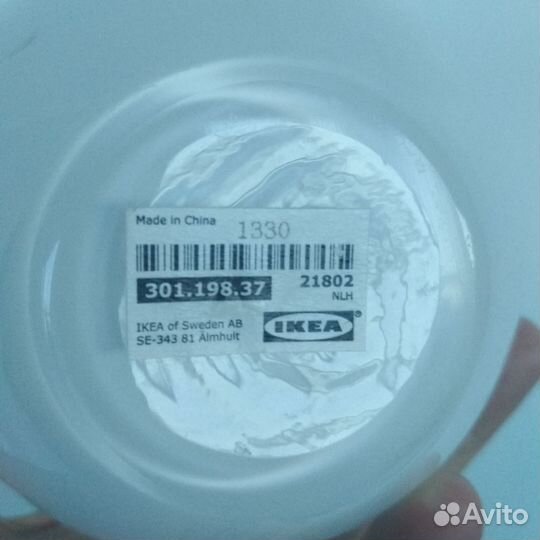 Made in China 1330
301.198.37 21802
NLH
IKEA of Sweden AB
SE-343 81 Älmhult
IKEA®
Avito